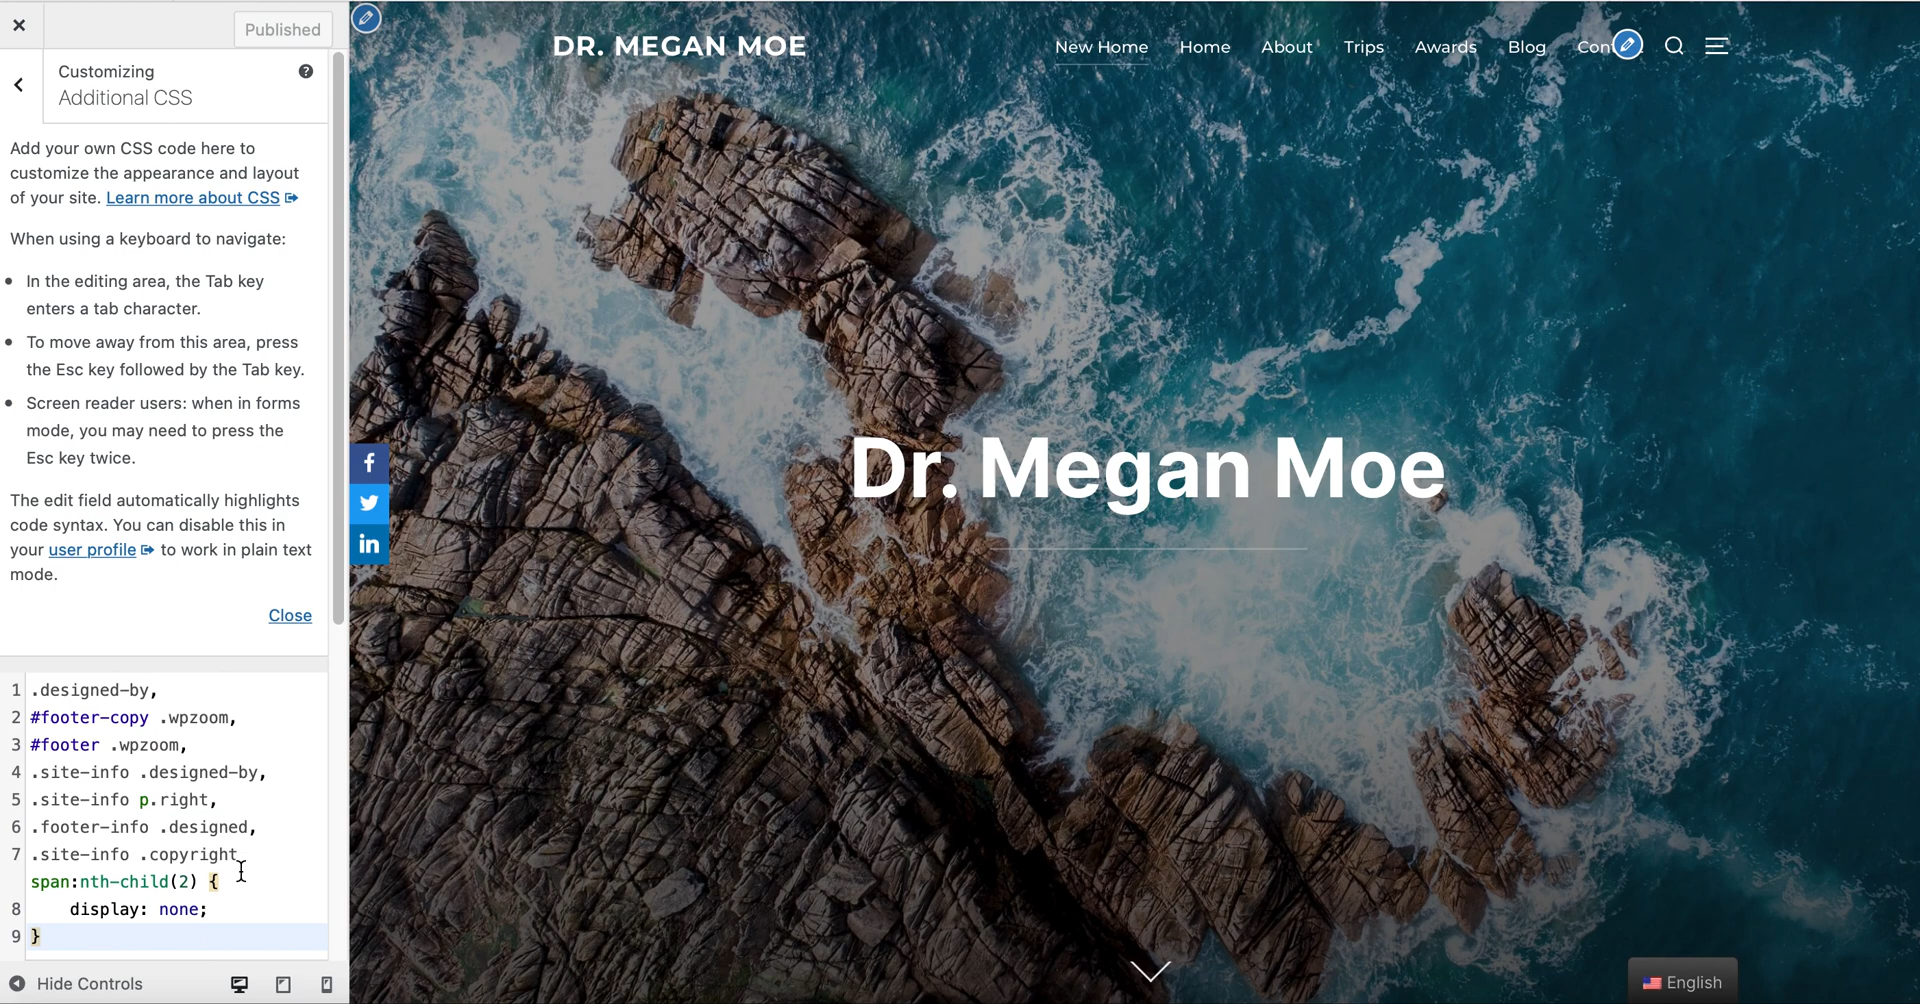 Published
Customizing
Additional CSS
Add your own CSS code here to
customize the appearance and layout
of your site. Learn more about CSS
When using a keyboard to navigate:
In the editing area, the Tab key
enters a tab character.
To move away from this area, press
the Esc key followed by the Tab key.
Screen reader users: when in forms
mode, you may need to press the
Esc key twice.
The edit field automatically highlights
code syntax. You can disable this in
your user profile to work in plain text
mode.
Close
1 .designed-by,
2 #footer-copy .wpzoom,
3 #footer .wpzoom,
4 .site-info .designed-by,
5 .site-info p.right,
6 .footer-info .designed,
7 .site-info .copyright
span:nth-child(2) {
8 display: none;
9 }
Hide Controls
DR. MEGAN MOE
New Home Home About Trips Awards Blog
f
in
Dr. Megan Moe
English